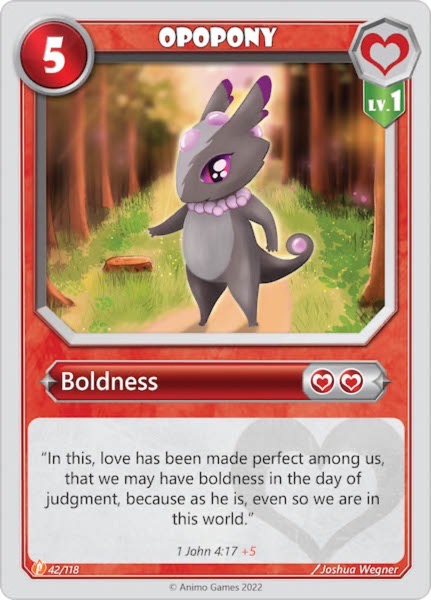 5
OPOPONY
LV.1
Boldness
“In this, love has been made perfect among us,
that we may have boldness in the day of
judgment, because as he is, even so we are in
this world.”
1 John 4:17 +5
42/118
Joshua Wegner
© Animo Games 2022